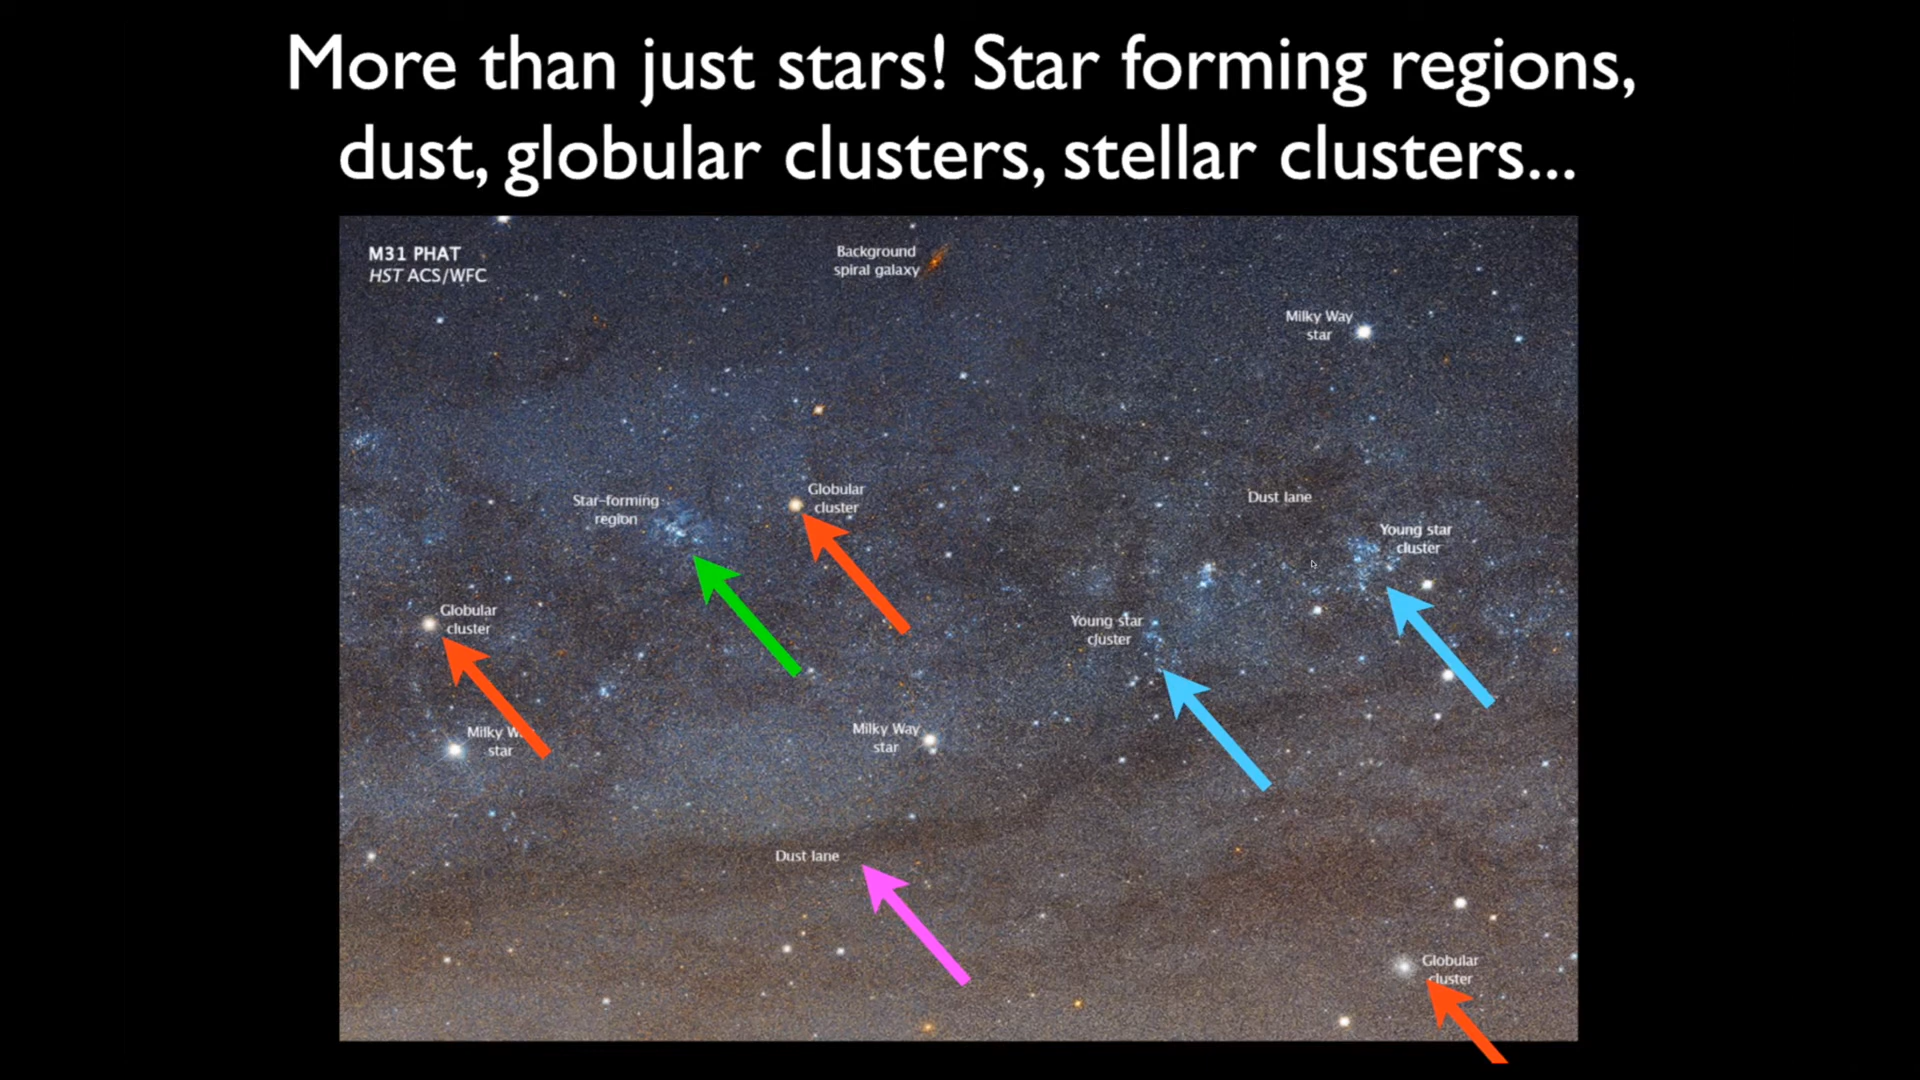 More than just stars! Star forming regions,
dust, globular clusters, stellar clusters...
M31 PHAT
HST ACS/WFC
Background
spiral galaxy
Milky Way
star
Globular
cluster
Star-forming
region
Dust lane
Young star
cluster
Globular
cluster
Young star
cluster
Milky Way
star
Milky
star
Dust lane
Globular
cluster